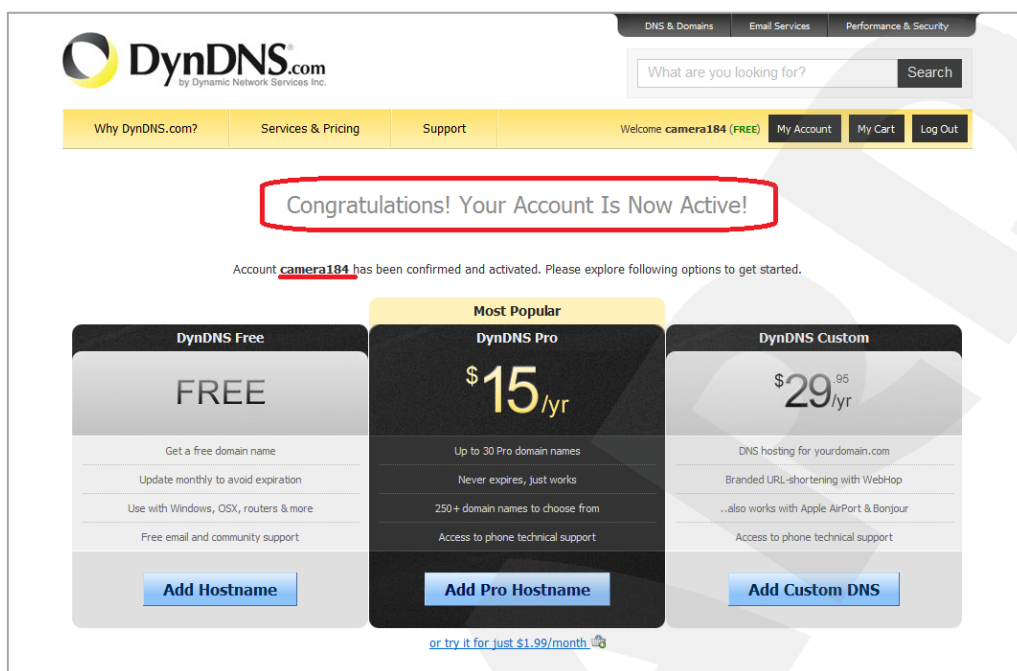 DNS & Domains Email Services Performance & Security
DynDNS.com
by Dynamic Network Services Inc.
What are you looking for? Search
Why DynDNS.com? Services & Pricing Support Welcome camera184 (FREE) My Account My Cart Log Out
Congratulations! Your Account Is Now Active!
Account camera184 has been confirmed and activated. Please explore following options to get started.
Most Popular
DynDNS Free DynDNS Pro DynDNS Custom
FREE $15/yr $29.95/yr
Get a free domain name Up to 30 Pro domain names DNS hosting for yourdomain.com
Update monthly to avoid expiration Never expires, just works Branded URL-shortening with WebHop
Use with Windows, OSX, routers & more 250+ domain names to choose from ..also works with Apple AirPort & Bonjour
Free email and community support Access to phone technical support Access to phone technical support
Add Hostname Add Pro Hostname Add Custom DNS
or try it for just $1.99/month